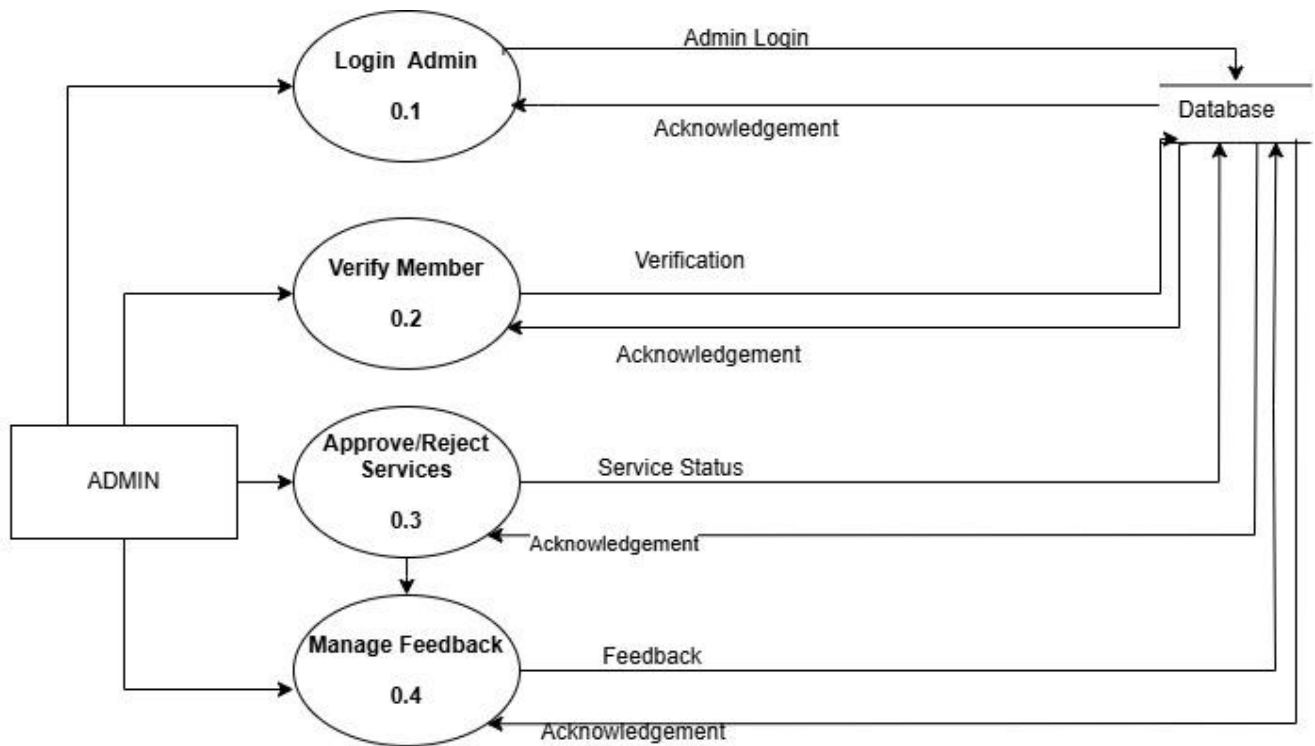 Admin Login
Login Admin
0.1
Database
Acknowledgement
Verify Member
0.2
Verification
Acknowledgement
ADMIN
Approve/Reject
Services
0.3
Service Status
Acknowledgement
Manage Feedback
0.4
Feedback
Acknowledgement